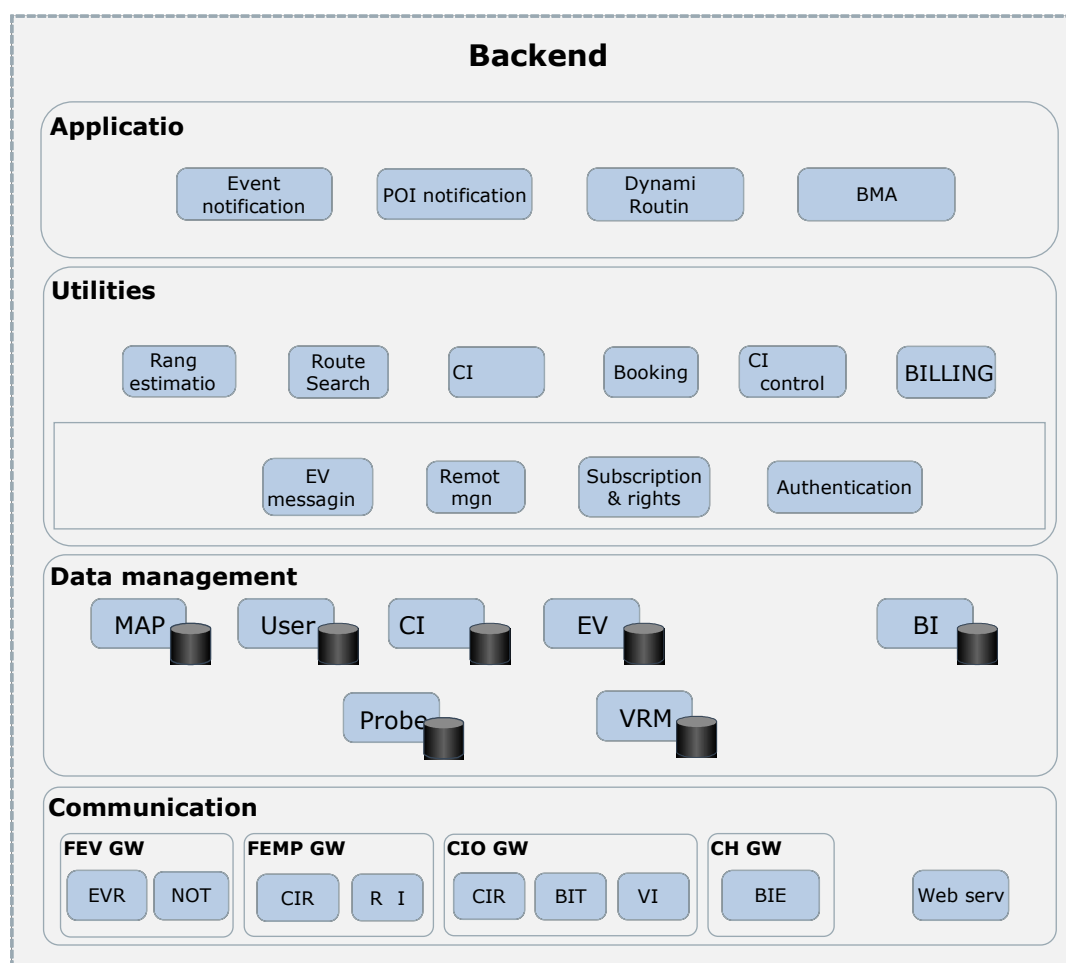 Backend
Applicatio
Event
notification
POI notification
Dynami
Routin
BMA
Utilities
Rang
estimatio
Route
Search
CI
Booking
CI
control
BILLING
EV
messagin
Remot
mgn
Subscription
& rights
Authentication
Data management
MAP
User
CI
EV
BI
Probe
VRM
Communication
FEV GW
FEMP GW
CIO GW
CH GW
EVR
NOT
CIR
R I
CIR
BIT
VI
BIE
Web serv